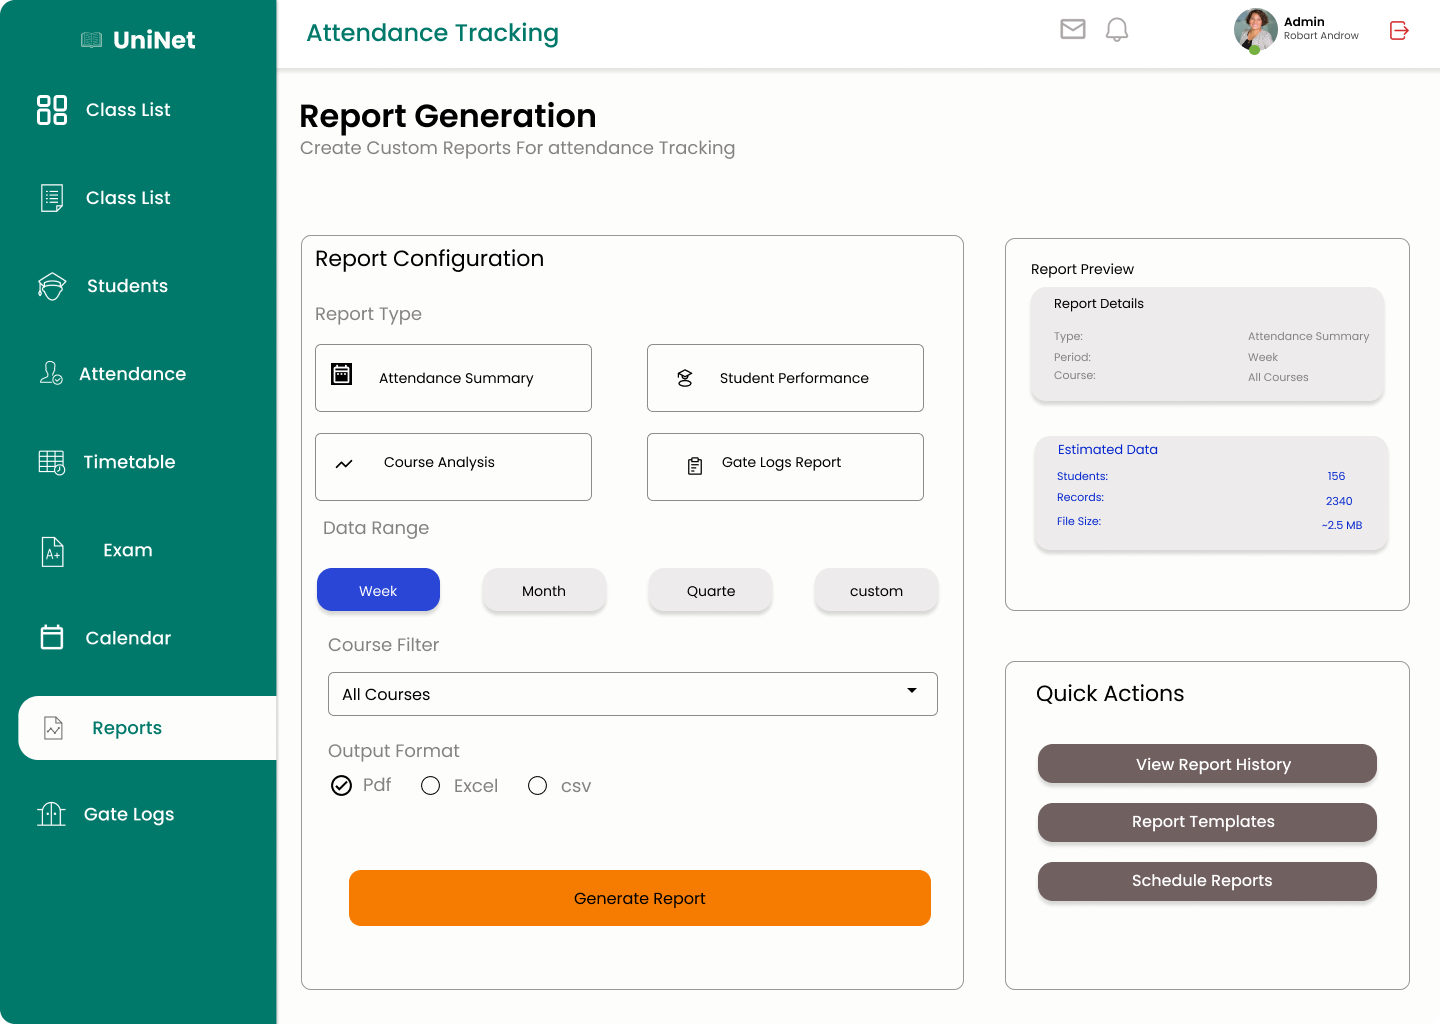 UniNet
Class List
Class List
Students
Attendance
Timetable
A+
Exam
Calendar
Reports
Gate Logs
Attendance Tracking
Admin
Robart Androw
Report Generation
Create Custom Reports For attendance Tracking
Report Configuration
Report Type
Attendance Summary
Student Performance
Course Analysis
Gate Logs Report
Data Range
Week
Month
Quarte
custom
Course Filter
All Courses
Output Format
Pdf
Excel
csv
Generate Report
Report Preview
Report Details
Type: Attendance Summary
Period: Week
Course: All Courses
Estimated Data
Students: 156
Records: 2340
File Size: ~2.5 MB
Quick Actions
View Report History
Report Templates
Schedule Reports